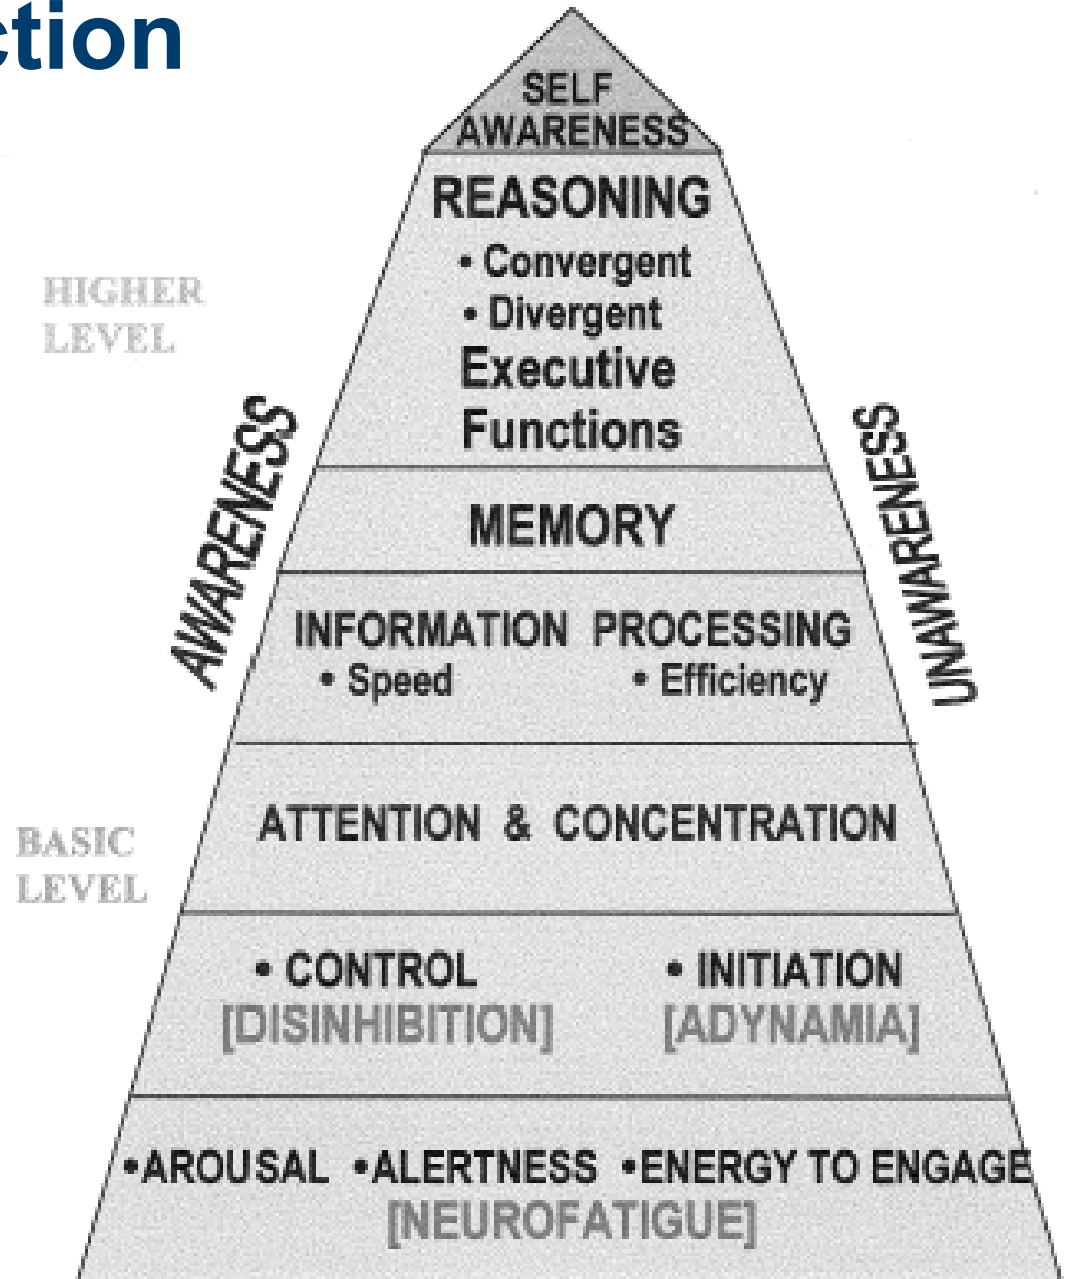 ction
SELF
AWARENESS
REASONING
• Convergent
• Divergent
Executive
Functions
HIGHER
LEVEL
AWARENESS
UNAWARENESS
MEMORY
INFORMATION PROCESSING
• Speed • Efficiency
ATTENTION & CONCENTRATION
BASIC
LEVEL
• CONTROL • INITIATION
[DISINHIBITION] [ADYNAMIA]
•AROUSAL •ALERTNESS •ENERGY TO ENGAGE
[NEUROFATIGUE]